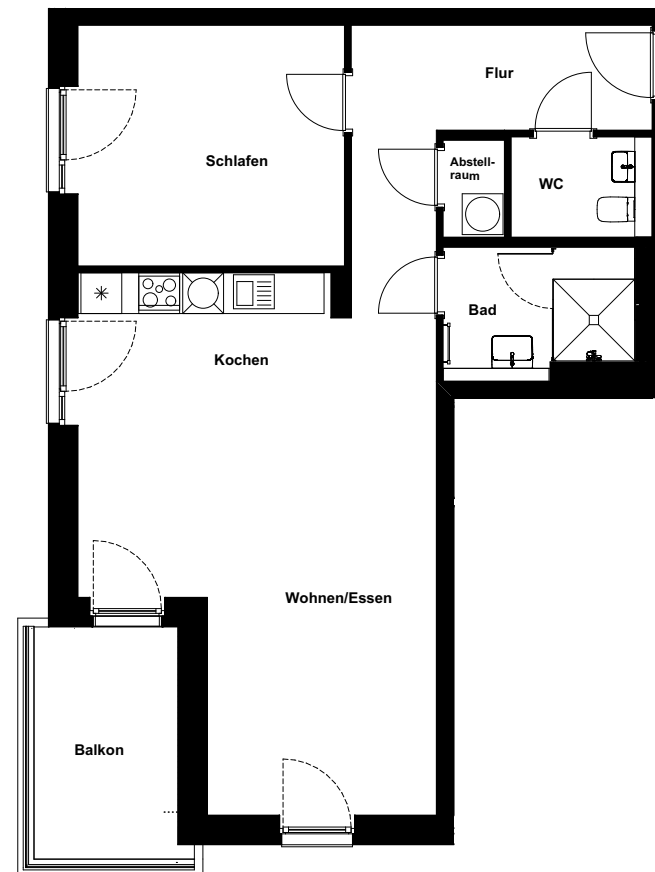 Flur
Schlafen
Abstell-
raum
WC
Bad
Kochen
Wohnen/Essen
Balkon